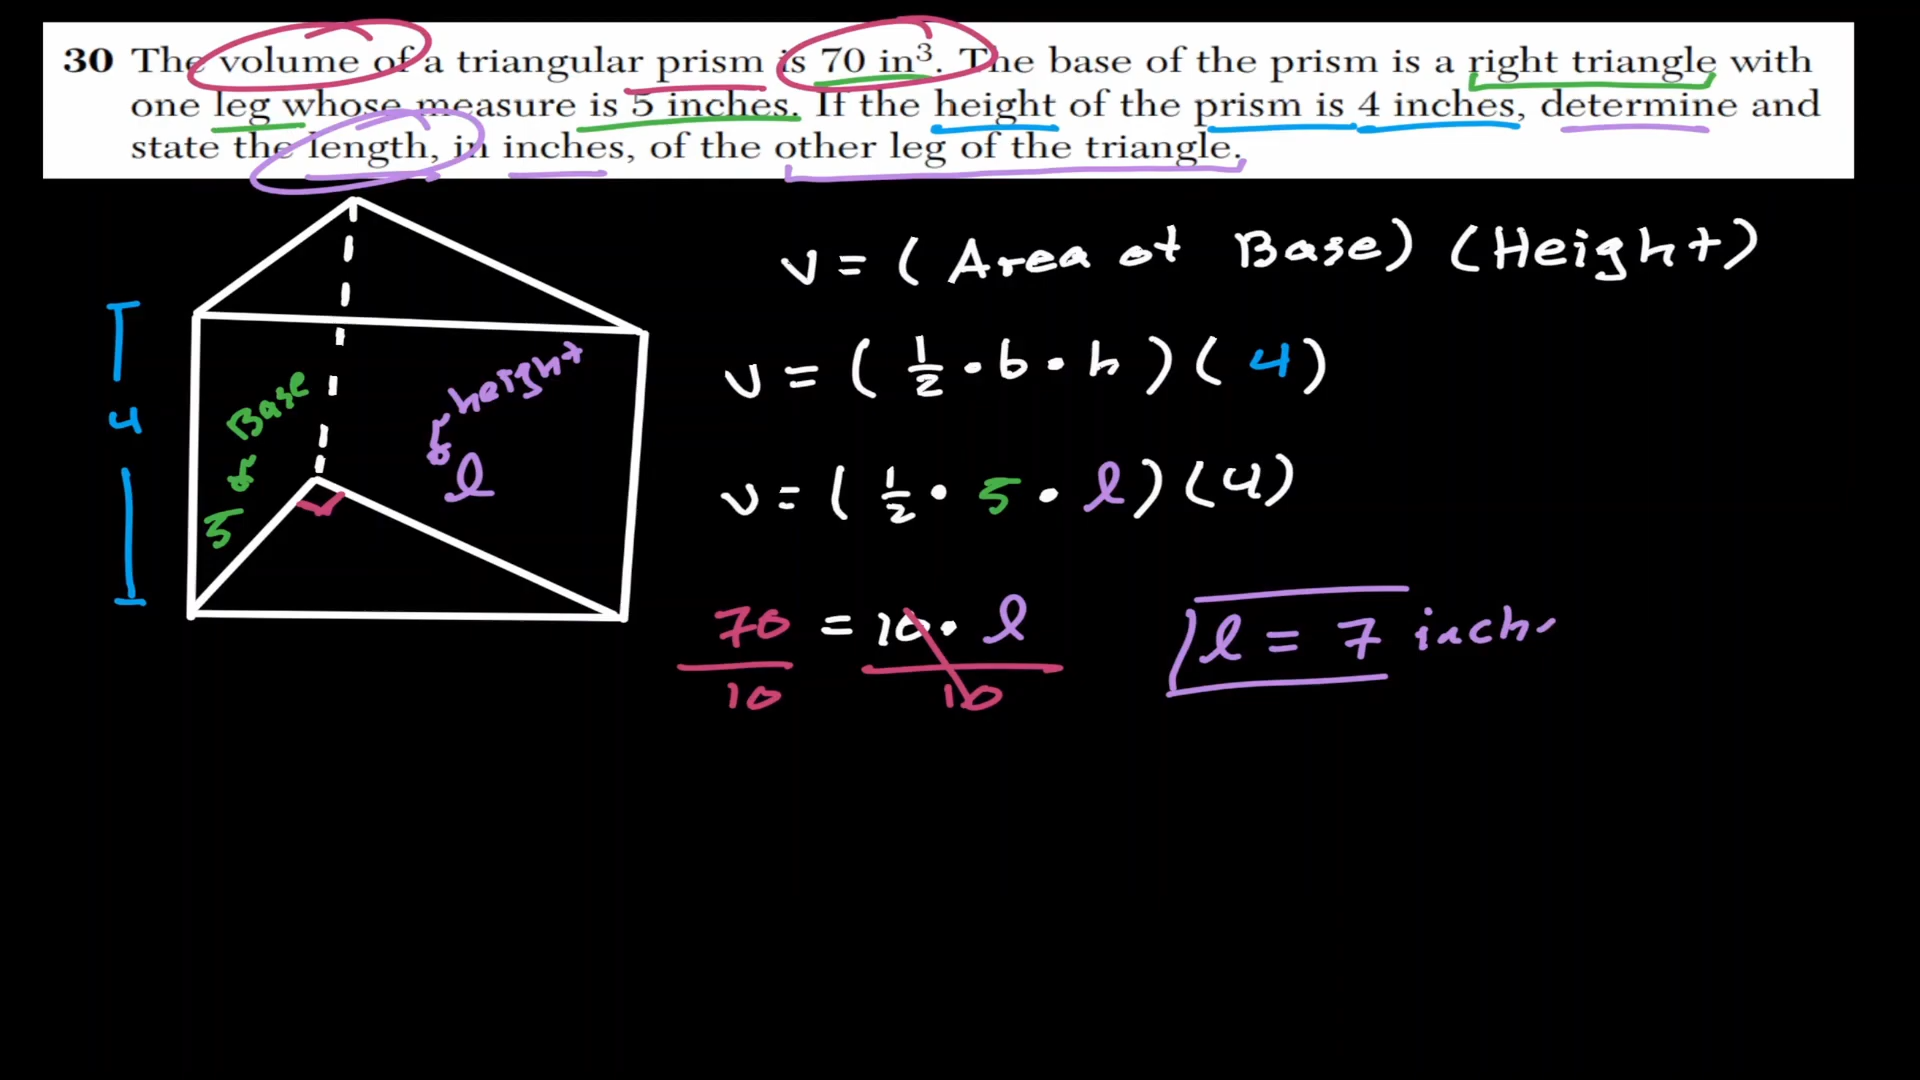 30 The volume of a triangular prism is 70 in³. The base of the prism is a right triangle with
one leg whose measure is 5 inches. If the height of the prism is 4 inches, determine and
state the length, in inches, of the other leg of the triangle.
v = (Area of Base) (Height)
v = (1/2 • b • h) (4)
v = (1/2 • 5 • l) (4)
70 = 10 • l
10 10
l = 7 inch
4
Base
5
height
l